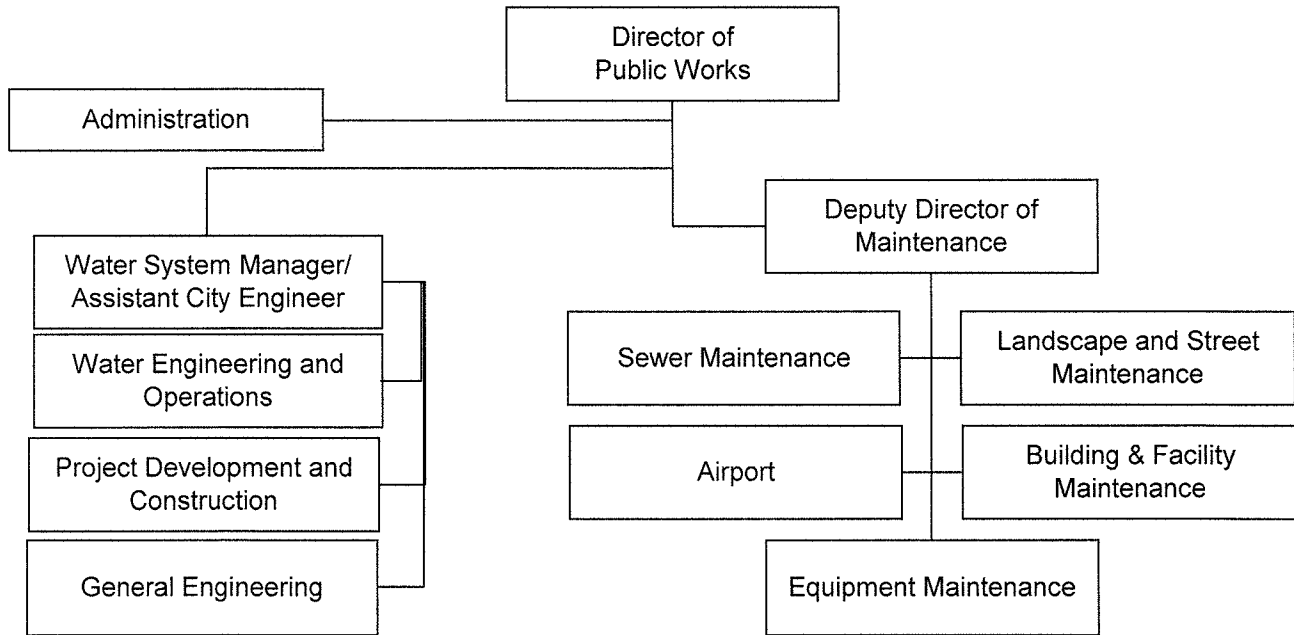 Director of
Public Works
Administration
Deputy Director of
Maintenance
Water System Manager/
Assistant City Engineer
Water Engineering and
Operations
Project Development and
Construction
General Engineering
Sewer Maintenance
Landscape and Street
Maintenance
Airport
Building & Facility
Maintenance
Equipment Maintenance